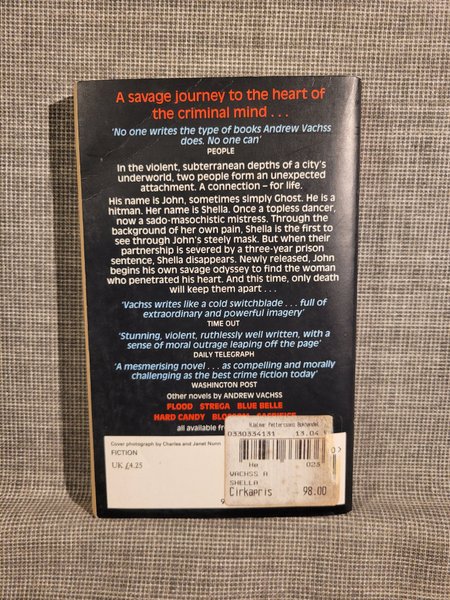 A savage journey to the heart of
the criminal mind . . .
‘No one writes the type of books Andrew Vachss
does. No one can’
PEOPLE
In the violent, subterranean depths of a city’s
underworld, two people form an unexpected
attachment. A connection – for life.
His name is John, sometimes simply Ghost. He is a
hitman. Her name is Shella. Once a topless dancer,
now a sado-masochistic mistress. Through the
background of her own pain, Shella is the first to
see through John’s steely mask. But when their
partnership is severed by a three-year prison
sentence, Shella disappears. Newly released, John
begins his own savage odyssey to find the woman
who penetrated his heart. And this time, only death
will keep them apart . . .
‘Vachss writes like a cold switchblade . . . full of
extraordinary and powerful imagery’
TIME OUT
‘Stunning, violent, ruthlessly well written, with a
sense of moral outrage leaping off the page’
DAILY TELEGRAPH
‘A mesmerising novel . . . as compelling and morally
challenging as the best crime fiction today’
WASHINGTON POST
Other novels by ANDREW VACHSS
FLOOD STREGA BLUE BELLE
HARD CANDY BLOSSOM SACRIFICE
all available
Cover photograph by Charles and Janet Nunn
FICTION
UK £4.25
9
Hjalmar Petterssons Bokhandel
0330334131 13.04
He 023
VACHSS A
SHELLA
Cirkapris 98.00